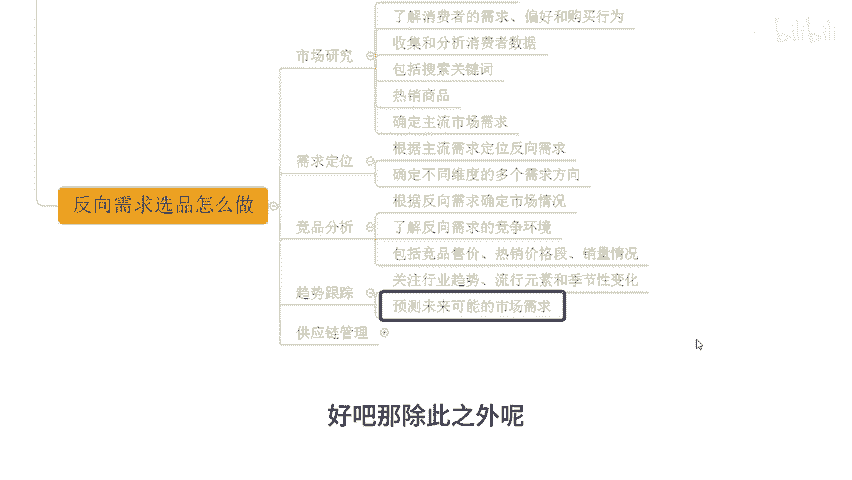 bilibili
了解消费者的需求、偏好和购买行为
市场研究
收集和分析消费者数据
包括搜索关键词
热销商品
确定主流市场需求
需求定位
根据主流需求定位反向需求
确定不同维度的多个需求方向
反向需求选品怎么做
竞品分析
根据反向需求确定市场情况
了解反向需求的竞争环境
包括竞品售价、热销价格段、销量情况
趋势跟踪
关注行业趋势、流行元素和季节性变化
预测未来可能的市场需求
供应链管理
好吧那除此之外呢